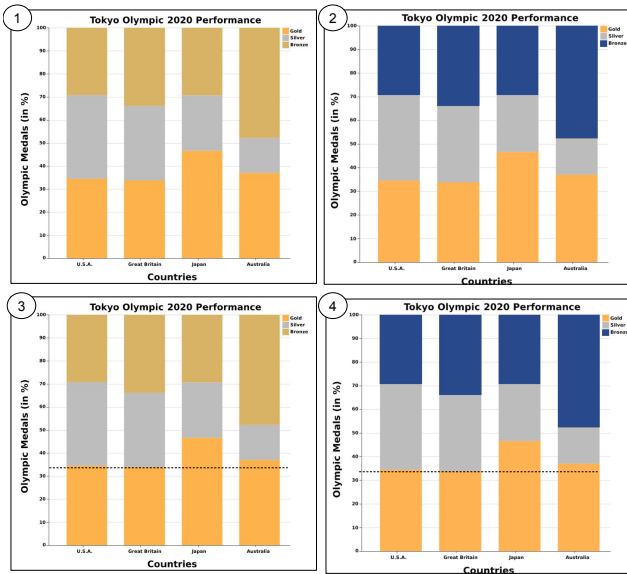 1
Tokyo Olympic 2020 Performance
Gold
Silver
Bronze
100
90
80
70
60
50
40
30
20
10
0
Olympic Medals (in %)
U.S.A. Great Britain Japan Australia
Countries
2
Tokyo Olympic 2020 Performance
Gold
Silver
Bronze
100
90
80
70
60
50
40
30
20
10
0
Olympic Medals (in %)
U.S.A. Great Britain Japan Australia
Countries
3
Tokyo Olympic 2020 Performance
Gold
Silver
Bronze
100
90
80
70
60
50
40
30
20
10
0
Olympic Medals (in %)
U.S.A. Great Britain Japan Australia
Countries
4
Tokyo Olympic 2020 Performance
Gold
Silver
Bronze
100
90
80
70
60
50
40
30
20
10
0
Olympic Medals (in %)
U.S.A. Great Britain Japan Australia
Countries